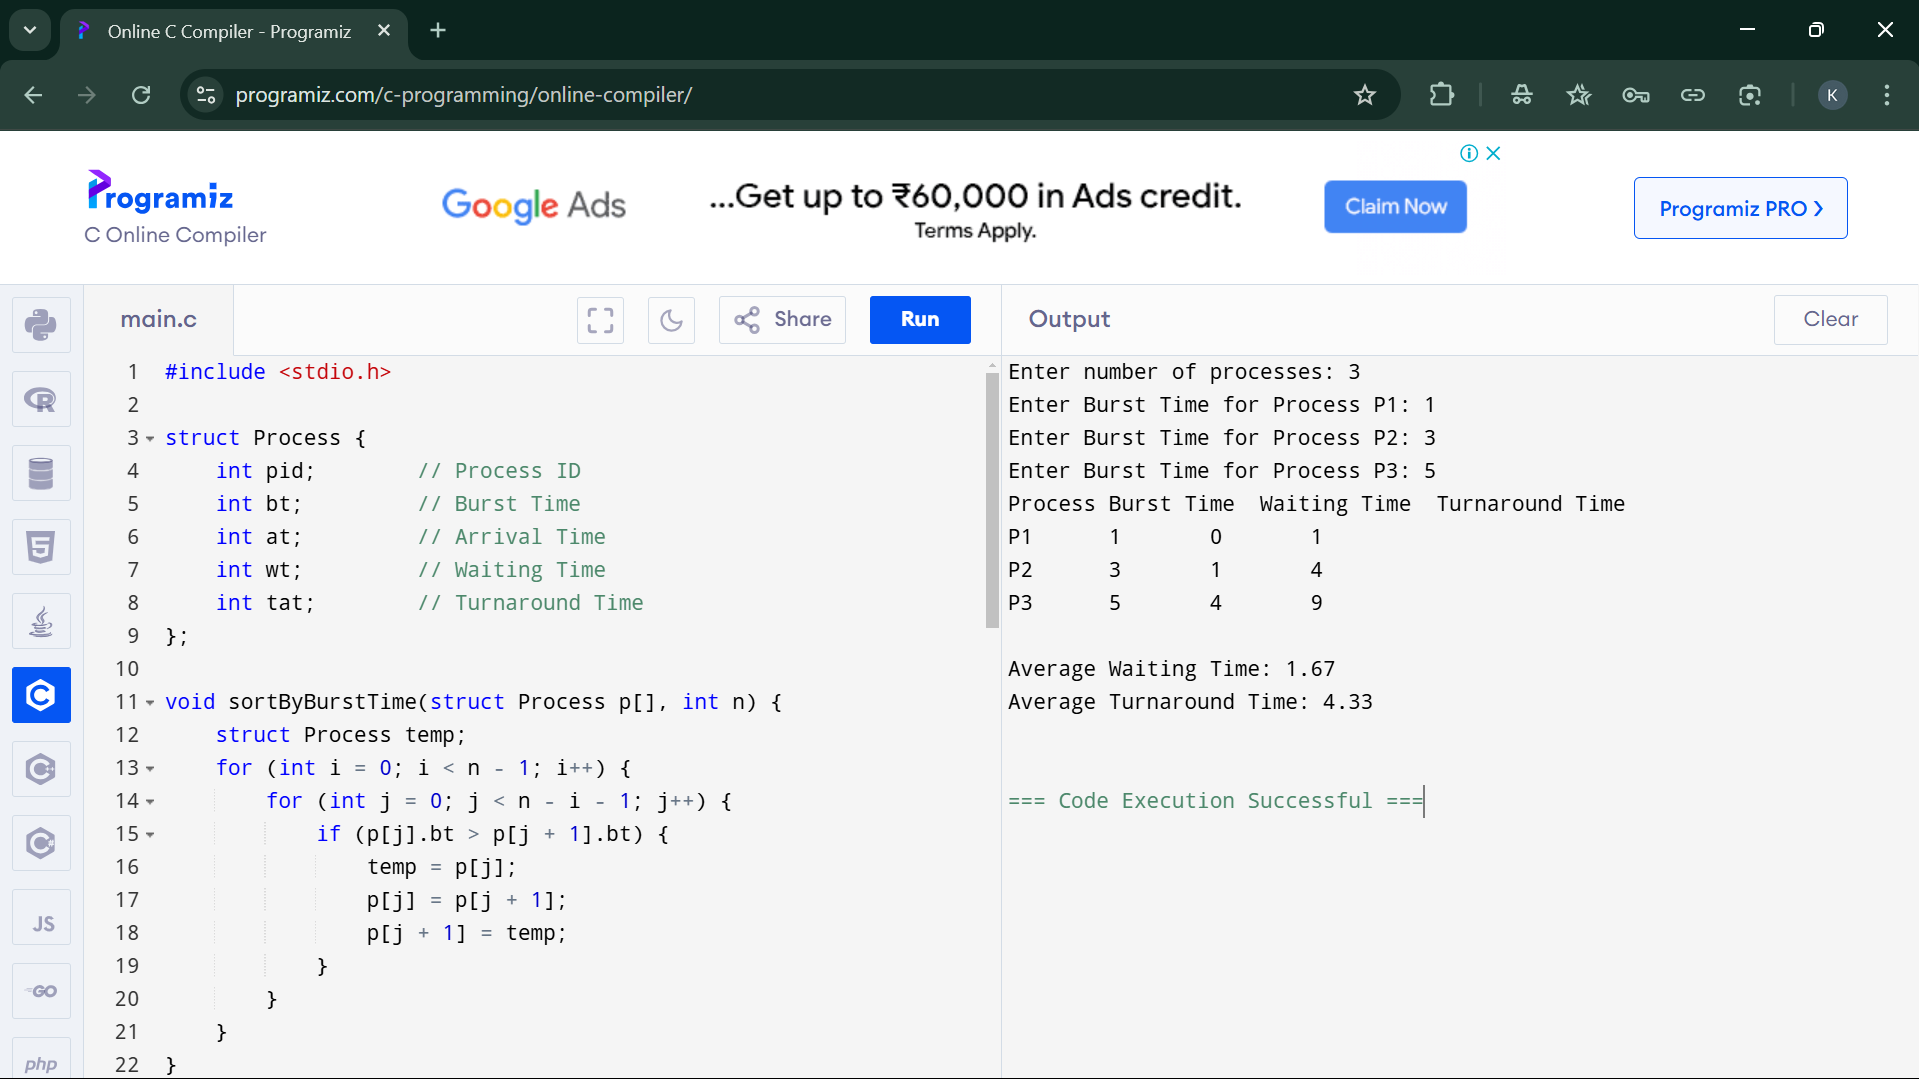 Online C Compiler - Programiz
programiz.com/c-programming/online-compiler/
K
Programiz
C Online Compiler
Google Ads
...Get up to ₹60,000 in Ads credit.
Terms Apply.
Claim Now
Programiz PRO
main.c
Share
Run
Output
Clear
1 #include <stdio.h>
2
3 struct Process {
4 int pid; // Process ID
5 int bt; // Burst Time
6 int at; // Arrival Time
7 int wt; // Waiting Time
8 int tat; // Turnaround Time
9 };
10
11 void sortByBurstTime(struct Process p[], int n) {
12 struct Process temp;
13 for (int i = 0; i < n - 1; i++) {
14 for (int j = 0; j < n - i - 1; j++) {
15 if (p[j].bt > p[j + 1].bt) {
16 temp = p[j];
17 p[j] = p[j + 1];
18 p[j + 1] = temp;
19 }
20 }
21 }
22 }
Enter number of processes: 3
Enter Burst Time for Process P1: 1
Enter Burst Time for Process P2: 3
Enter Burst Time for Process P3: 5
Process Burst Time Waiting Time Turnaround Time
P1 1 0 1
P2 3 1 4
P3 5 4 9
Average Waiting Time: 1.67
Average Turnaround Time: 4.33
=== Code Execution Successful ===
R
5
C
C++
C#
JS
GO
php